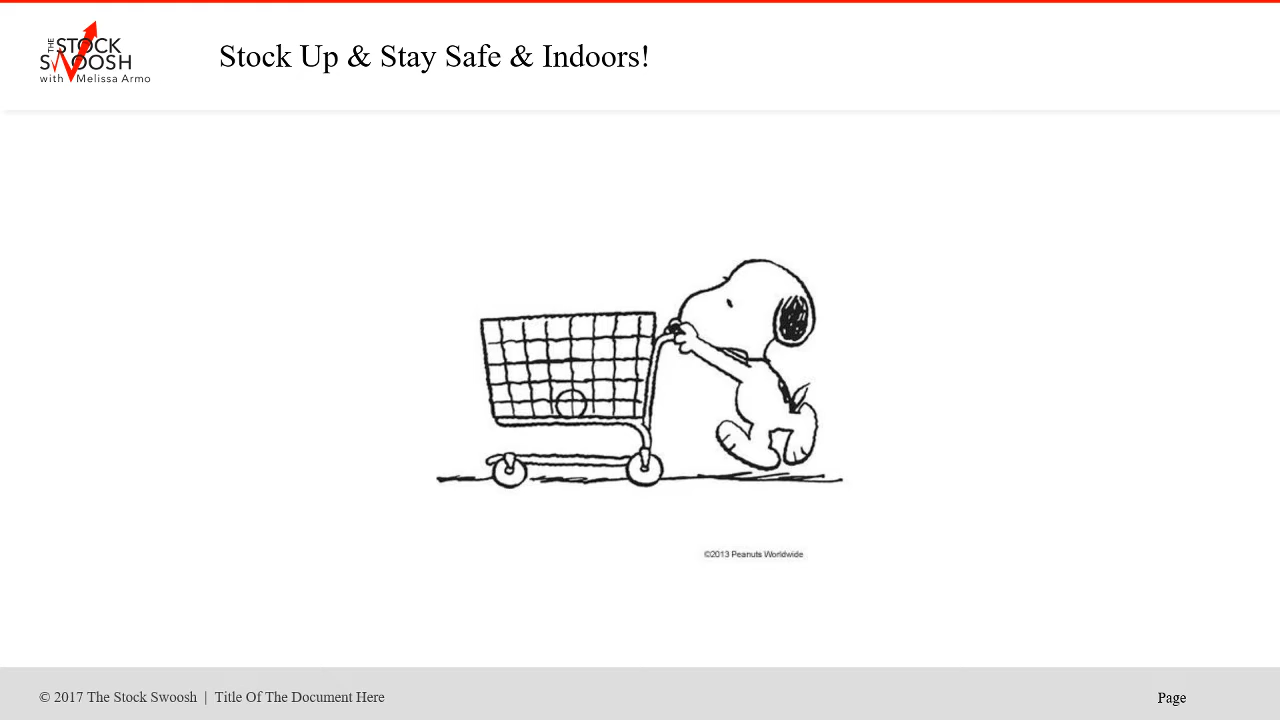 THE STOCK
SWOOSH
with Melissa Armo
Stock Up & Stay Safe & Indoors!
©2013 Peanuts Worldwide
© 2017 The Stock Swoosh | Title Of The Document Here
Page